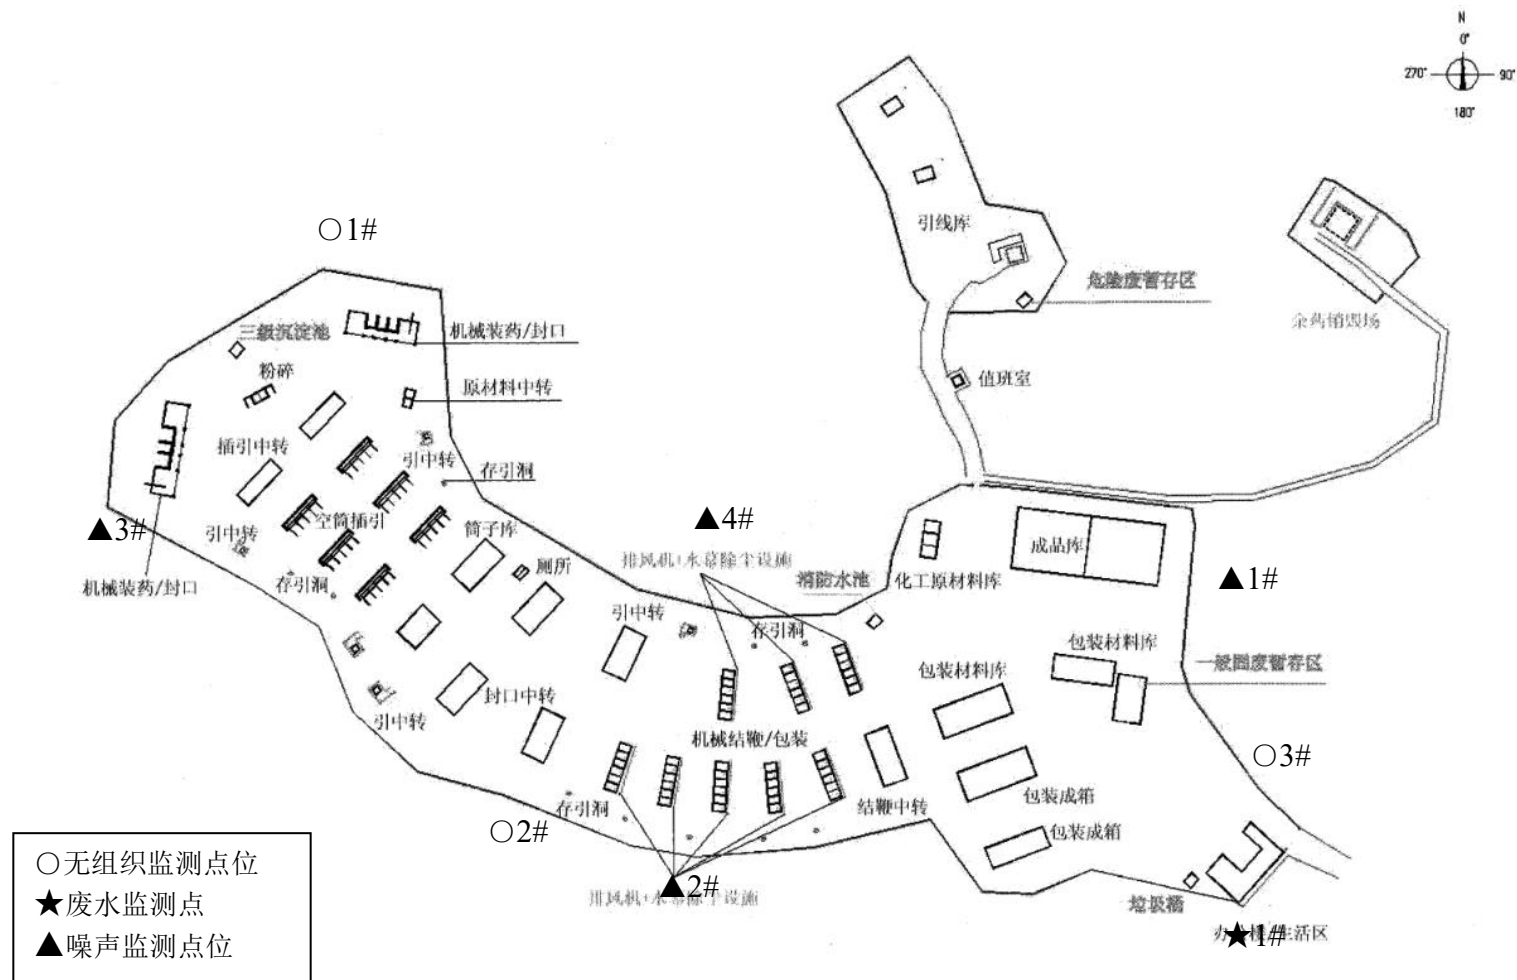 N
0°
270°
90°
180°
引线库
○1#
危险废暂存区
余药销毁场
三级沉淀池
机械装药/封口
粉碎
原材料中转
值班室
插引中转
引中转
存引洞
▲3#
引中转
空筒插引
筒子库
▲4#
排风机+水幕除尘设施
成品库
厕所
消防水池
化工原材料库
▲1#
机械装药/封口
存引洞
引中转
存引洞
包装材料库
一般固废暂存区
包装材料库
封口中转
引中转
机械结鞭/包装
○3#
存引洞
结鞭中转
包装成箱
○2#
包装成箱
▲2#
排风机+水幕除尘设施
垃圾桶
★1#
生活区
○无组织监测点位
★废水监测点
▲噪声监测点位